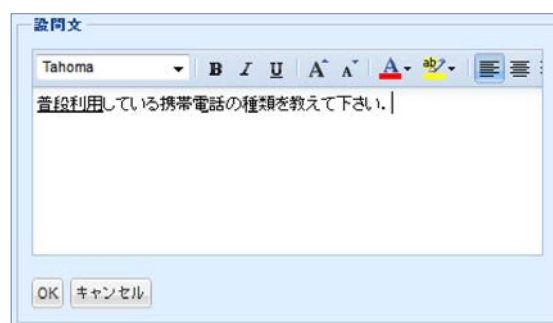 設問文
Tahoma B I U A A A ab
普段利用している携帯電話の種類を教えて下さい.
OK キャンセル